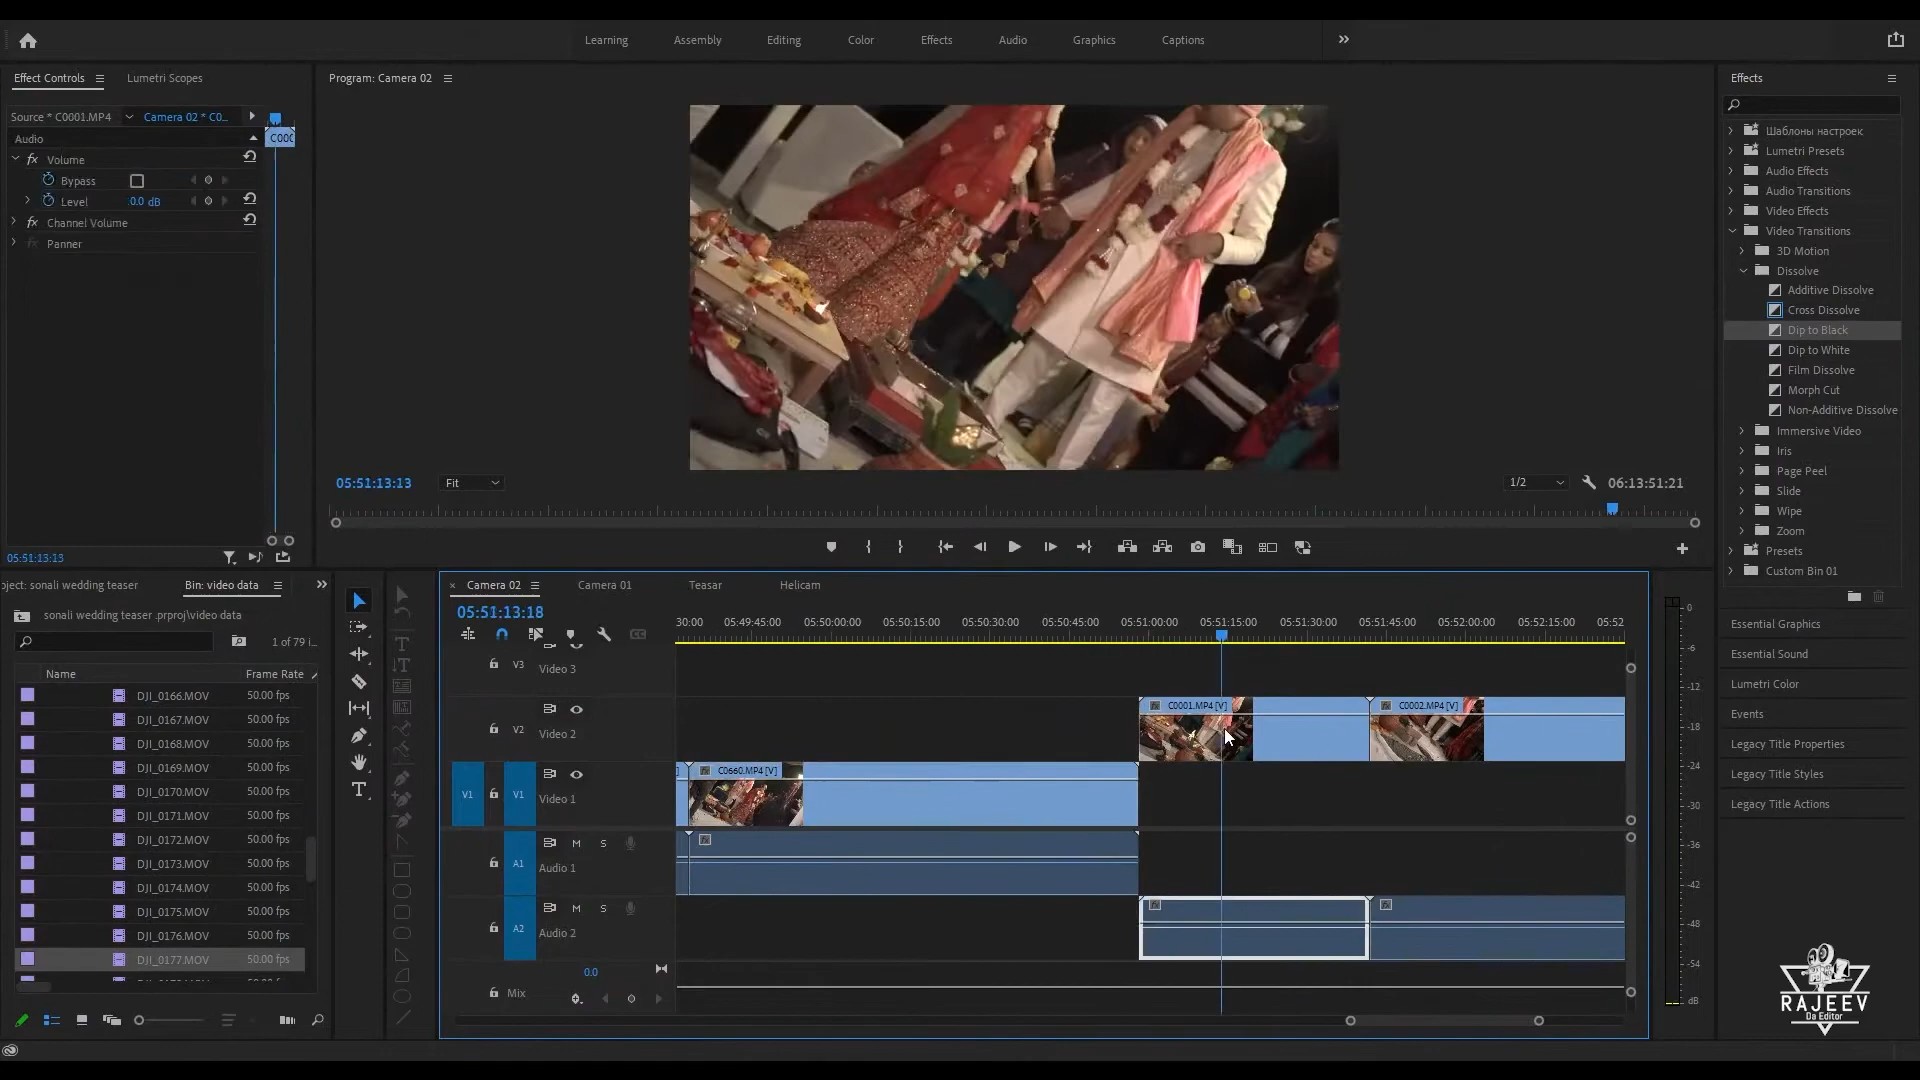 Learning
Assembly
Editing
Color
Effects
Audio
Graphics
Captions
Effect Controls
Lumetri Scopes
Program: Camera 02
Effects
Source * C0001.MP4
Camera 02 * C0...
C000
Audio
fx Volume
Bypass
Level
0.0 dB
fx Channel Volume
Panner
05:51:13:13
05:51:13:13
Fit
1/2
06:13:51:21
Шаблоны настроек
Lumetri Presets
Audio Effects
Audio Transitions
Video Effects
Video Transitions
3D Motion
Dissolve
Additive Dissolve
Cross Dissolve
Dip to Black
Dip to White
Film Dissolve
Morph Cut
Non-Additive Dissolve
Immersive Video
Iris
Page Peel
Slide
Wipe
Zoom
Presets
Custom Bin 01
Essential Graphics
Essential Sound
Lumetri Color
Events
Legacy Title Properties
Legacy Title Styles
Legacy Title Actions
oject: sonali wedding teaser
Bin: video data
sonali wedding teaser .prproj\video data
1 of 79 i...
Name
Frame Rate
DJI_0166.MOV 50.00 fps
DJI_0167.MOV 50.00 fps
DJI_0168.MOV 50.00 fps
DJI_0169.MOV 50.00 fps
DJI_0170.MOV 50.00 fps
DJI_0171.MOV 50.00 fps
DJI_0172.MOV 50.00 fps
DJI_0173.MOV 50.00 fps
DJI_0174.MOV 50.00 fps
DJI_0175.MOV 50.00 fps
DJI_0176.MOV 50.00 fps
DJI_0177.MOV 50.00 fps
Camera 02
Camera 01
Teasar
Helicam
05:51:13:18
30:00 05:49:45:00 05:50:00:00 05:50:15:00 05:50:30:00 05:50:45:00 05:51:00:00 05:51:15:00 05:51:30:00 05:51:45:00 05:52:00:00 05:52:15:00 05:52
V3 Video 3
V2 Video 2
C0001.MP4 [V]
C0002.MP4 [V]
V1 V1 Video 1
C0660.MP4 [V]
A1 M S
Audio 1
A2 M S
Audio 2
0.0
Mix
0
-6
-12
-18
-24
-30
-36
-42
-48
-54
dB
RAJEEV
Da Editor